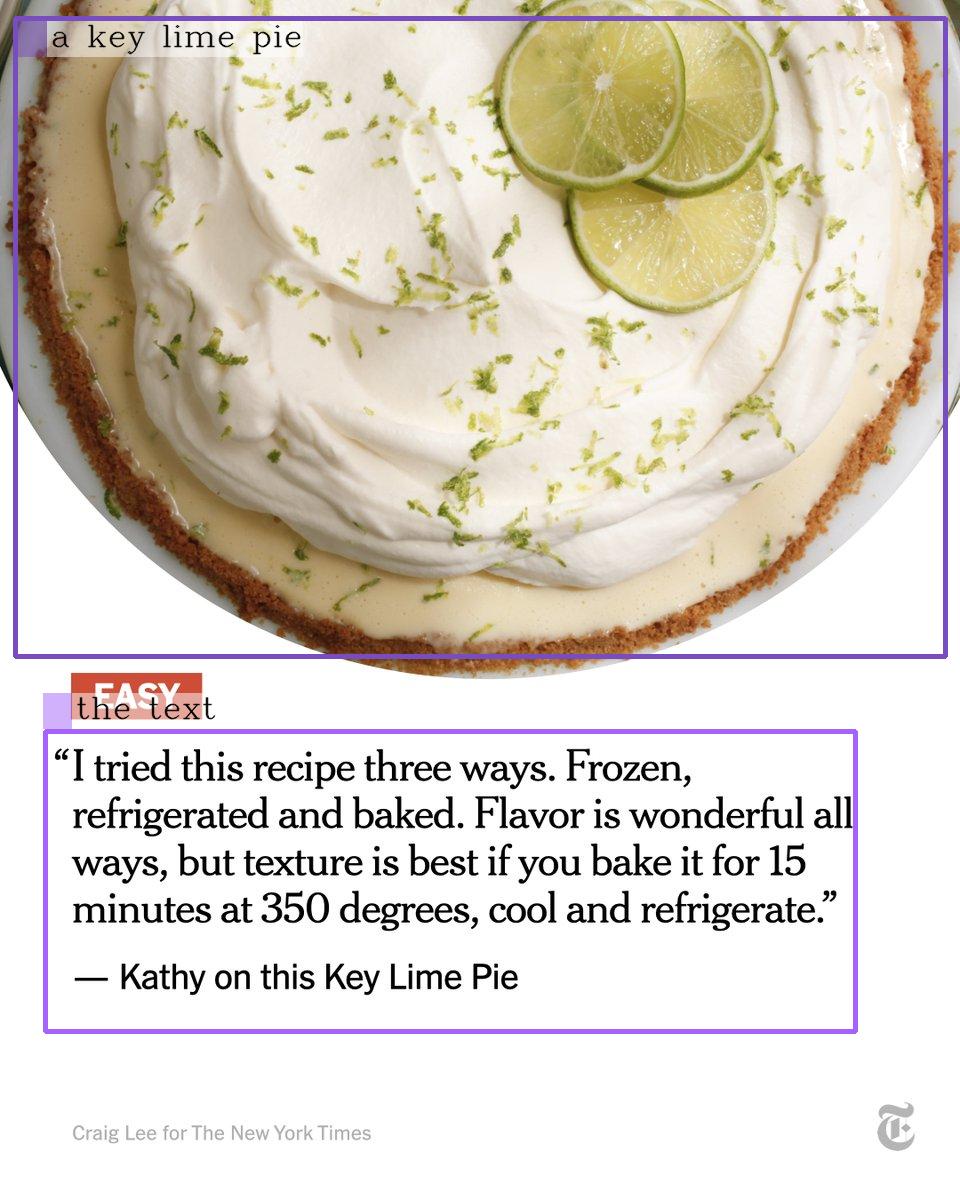 a key lime pie
EASY
the text
“I tried this recipe three ways. Frozen,
refrigerated and baked. Flavor is wonderful all
ways, but texture is best if you bake it for 15
minutes at 350 degrees, cool and refrigerate.”
— Kathy on this Key Lime Pie
Craig Lee for The New York Times
T